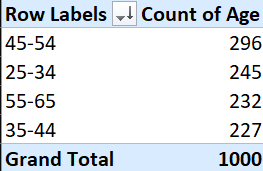 Row Labels Count of Age
45-54 296
25-34 245
55-65 232
35-44 227
Grand Total 1000